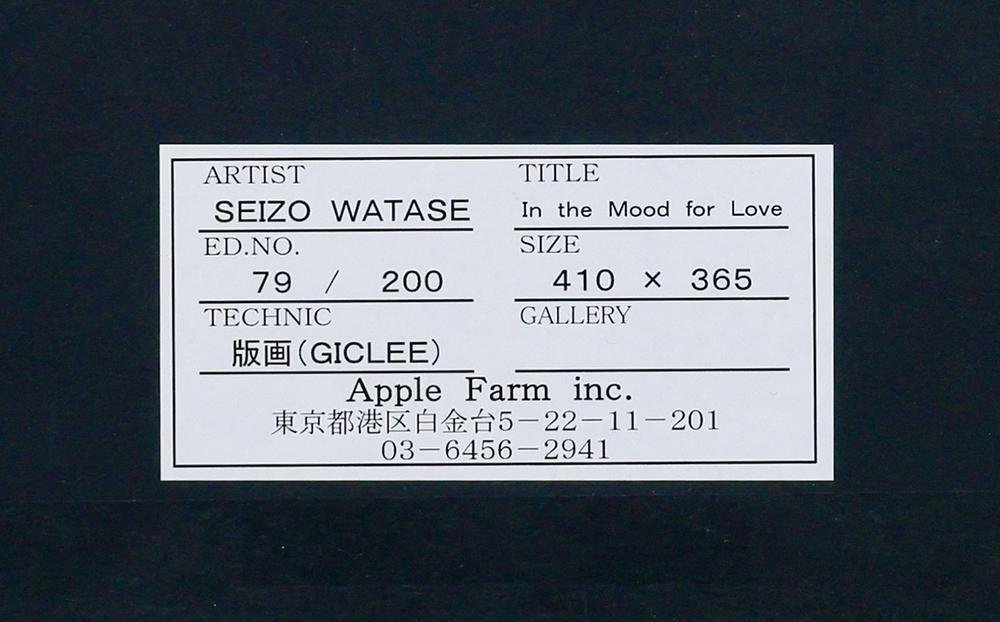 ARTIST TITLE
SEIZO WATASE In the Mood for Love
ED.NO. SIZE
79 / 200 410 × 365
TECHNIC GALLERY
版画(GICLEE)
Apple Farm inc.
東京都港区白金台5−22−11−201
03−6456−2941